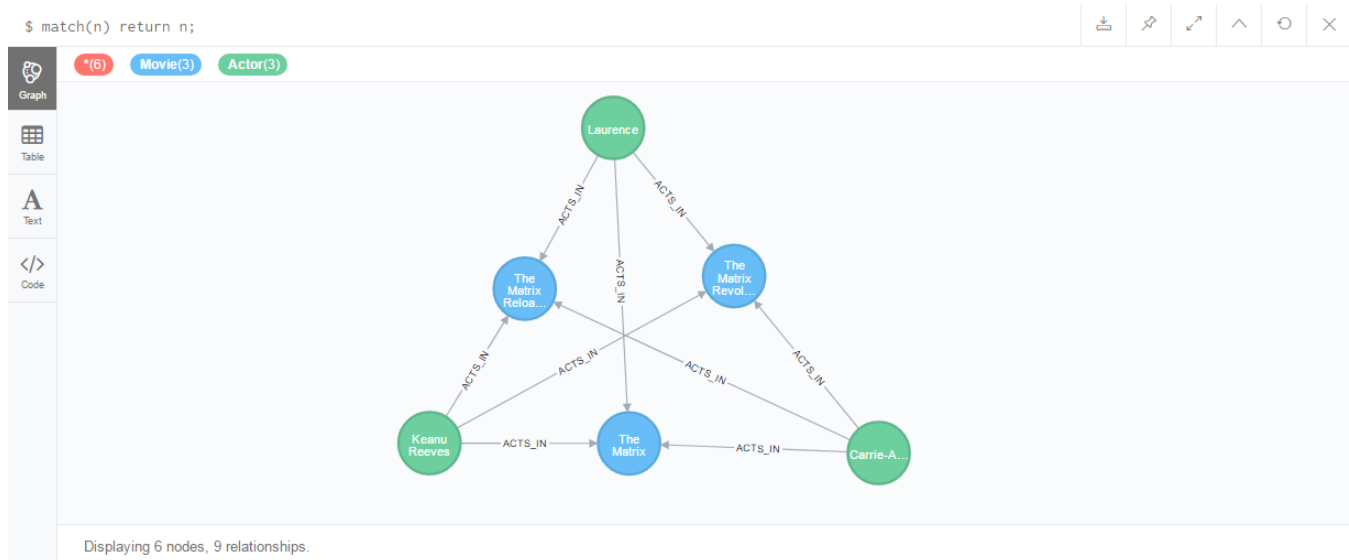 $ match(n) return n;
*(6) Movie(3) Actor(3)
Graph
Table
A
Text
</>
Code
Laurence
ACTS_IN
ACTS_IN
ACTS_IN
The
Matrix
Reloa...
The
Matrix
Revol...
ACTS_IN
ACTS_IN
ACTS_IN
ACTS_IN
Keanu
Reeves
ACTS_IN
The
Matrix
ACTS_IN
Carrie-A...
Displaying 6 nodes, 9 relationships.